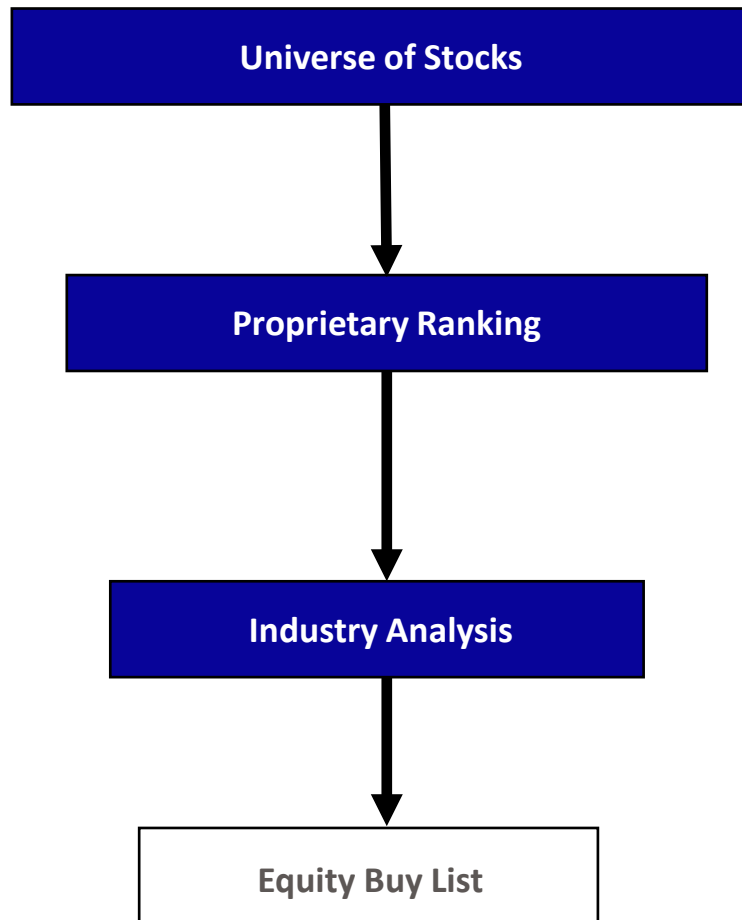 Universe of Stocks
Proprietary Ranking
Industry Analysis
Equity Buy List